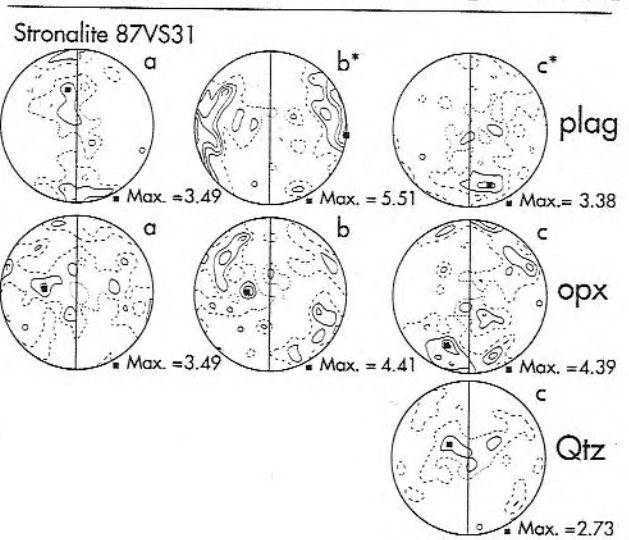 Stronalite 87VS31
a b* c* plag
■ Max. =3.49 ■ Max. = 5.51 ■ Max.= 3.38
a b c opx
■ Max. =3.49 ■ Max. = 4.41 ■ Max. =4.39
c Qtz
■ Max. =2.73